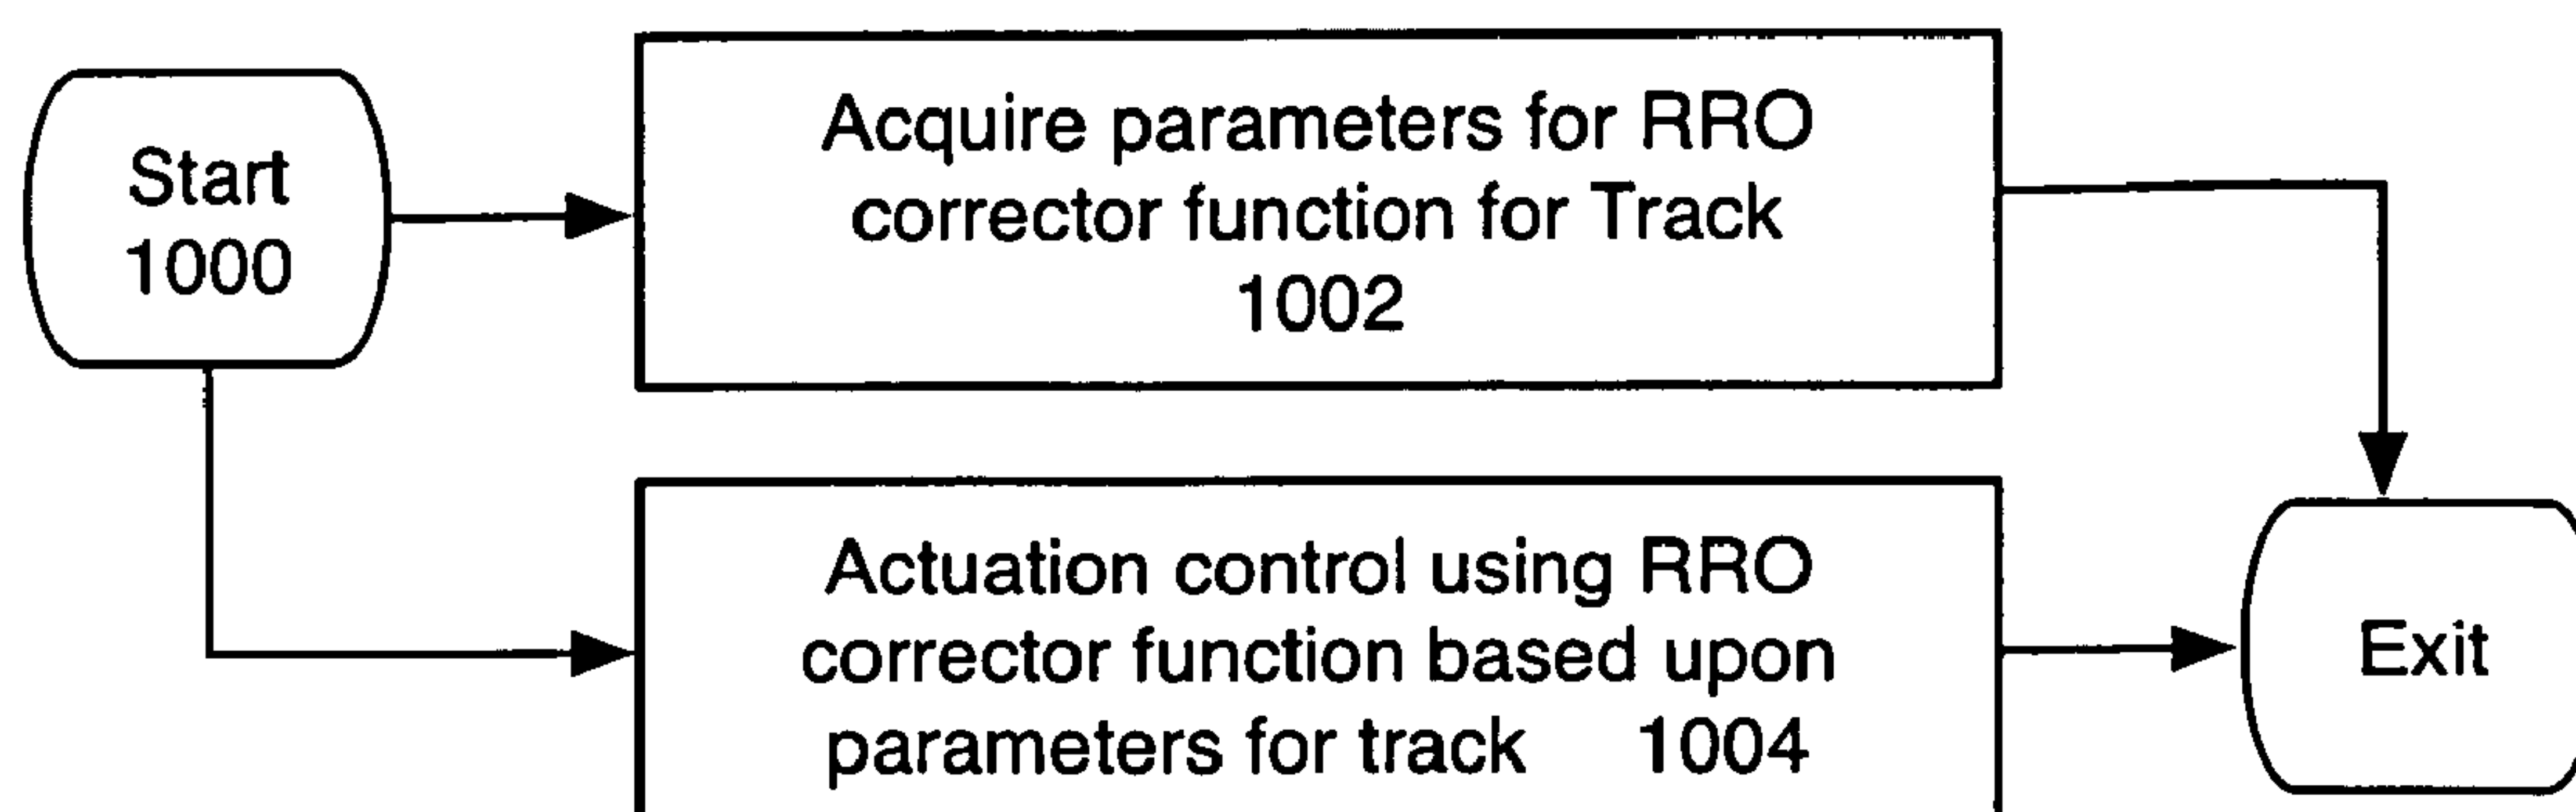 Start
1000
Acquire parameters for RRO
corrector function for Track
1002
Actuation control using RRO
corrector function based upon
parameters for track 1004
Exit